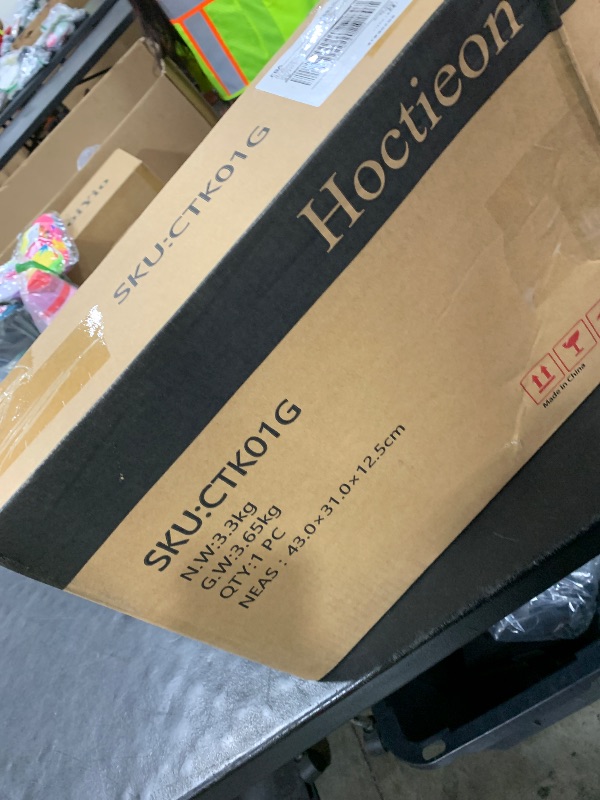 Hoctieon
SKU:CTK01G
SKU:CTK01G
N.W:3.3kg
G.W:3.65kg
QTY:1 PC
NEAS : 43.0×31.0×12.5cm
Made in China